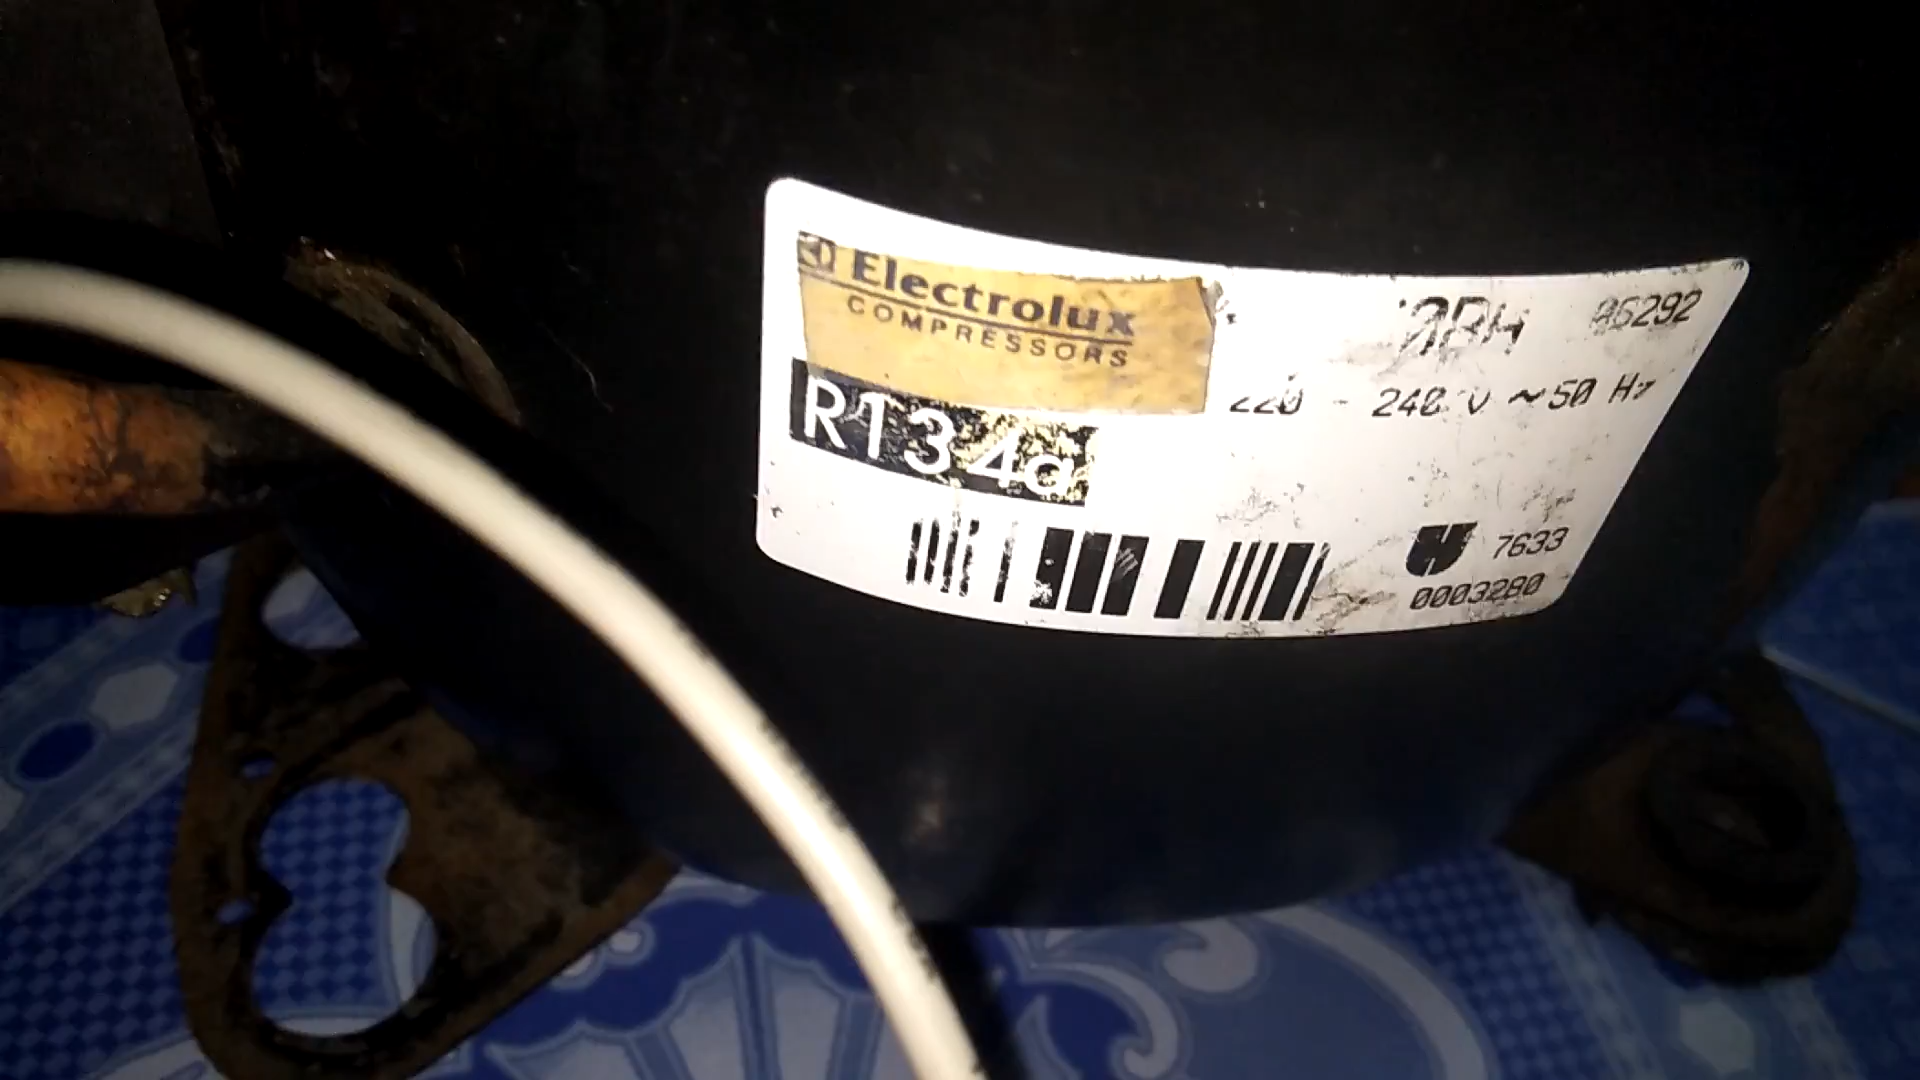 Electrolux
COMPRESSORS
R134a
220 - 240 V ~ 50 Hz
7633
0003280